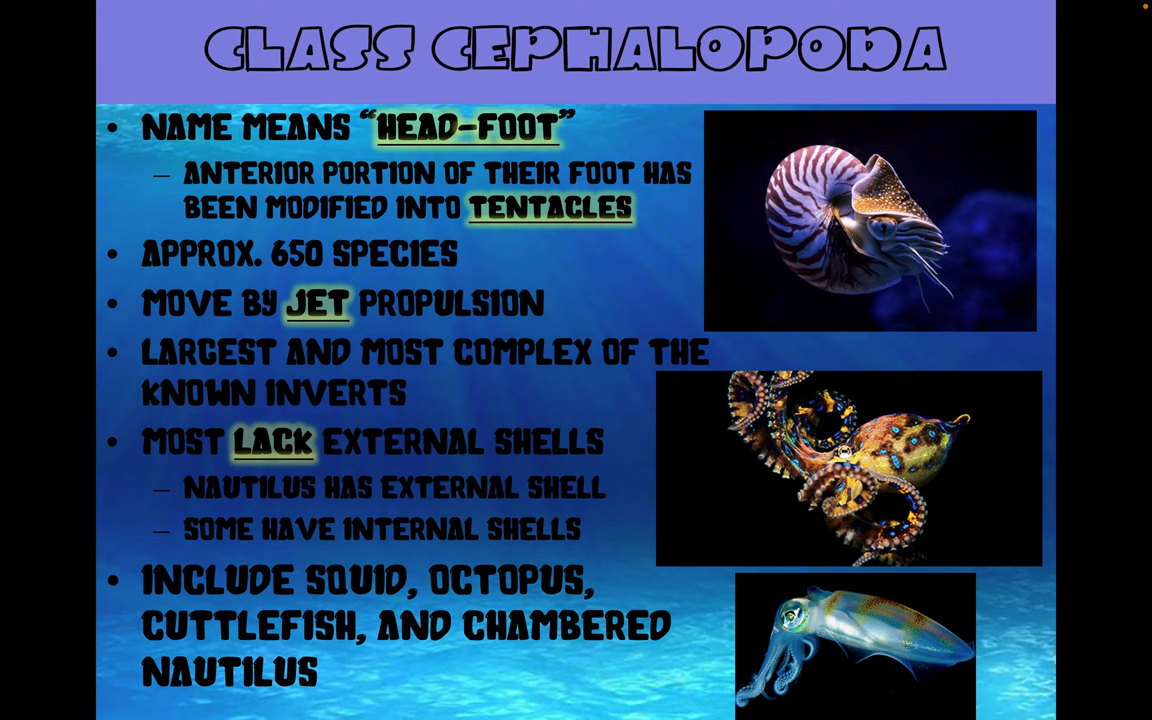 CLASS CEPHALOPODA
• NAME MEANS “HEAD-FOOT”
– ANTERIOR PORTION OF THEIR FOOT HAS
BEEN MODIFIED INTO TENTACLES
• APPROX. 650 SPECIES
• MOVE BY JET PROPULSION
• LARGEST AND MOST COMPLEX OF THE
KNOWN INVERTS
• MOST LACK EXTERNAL SHELLS
– NAUTILUS HAS EXTERNAL SHELL
– SOME HAVE INTERNAL SHELLS
• INCLUDE SQUID, OCTOPUS,
CUTTLEFISH, AND CHAMBERED
NAUTILUS